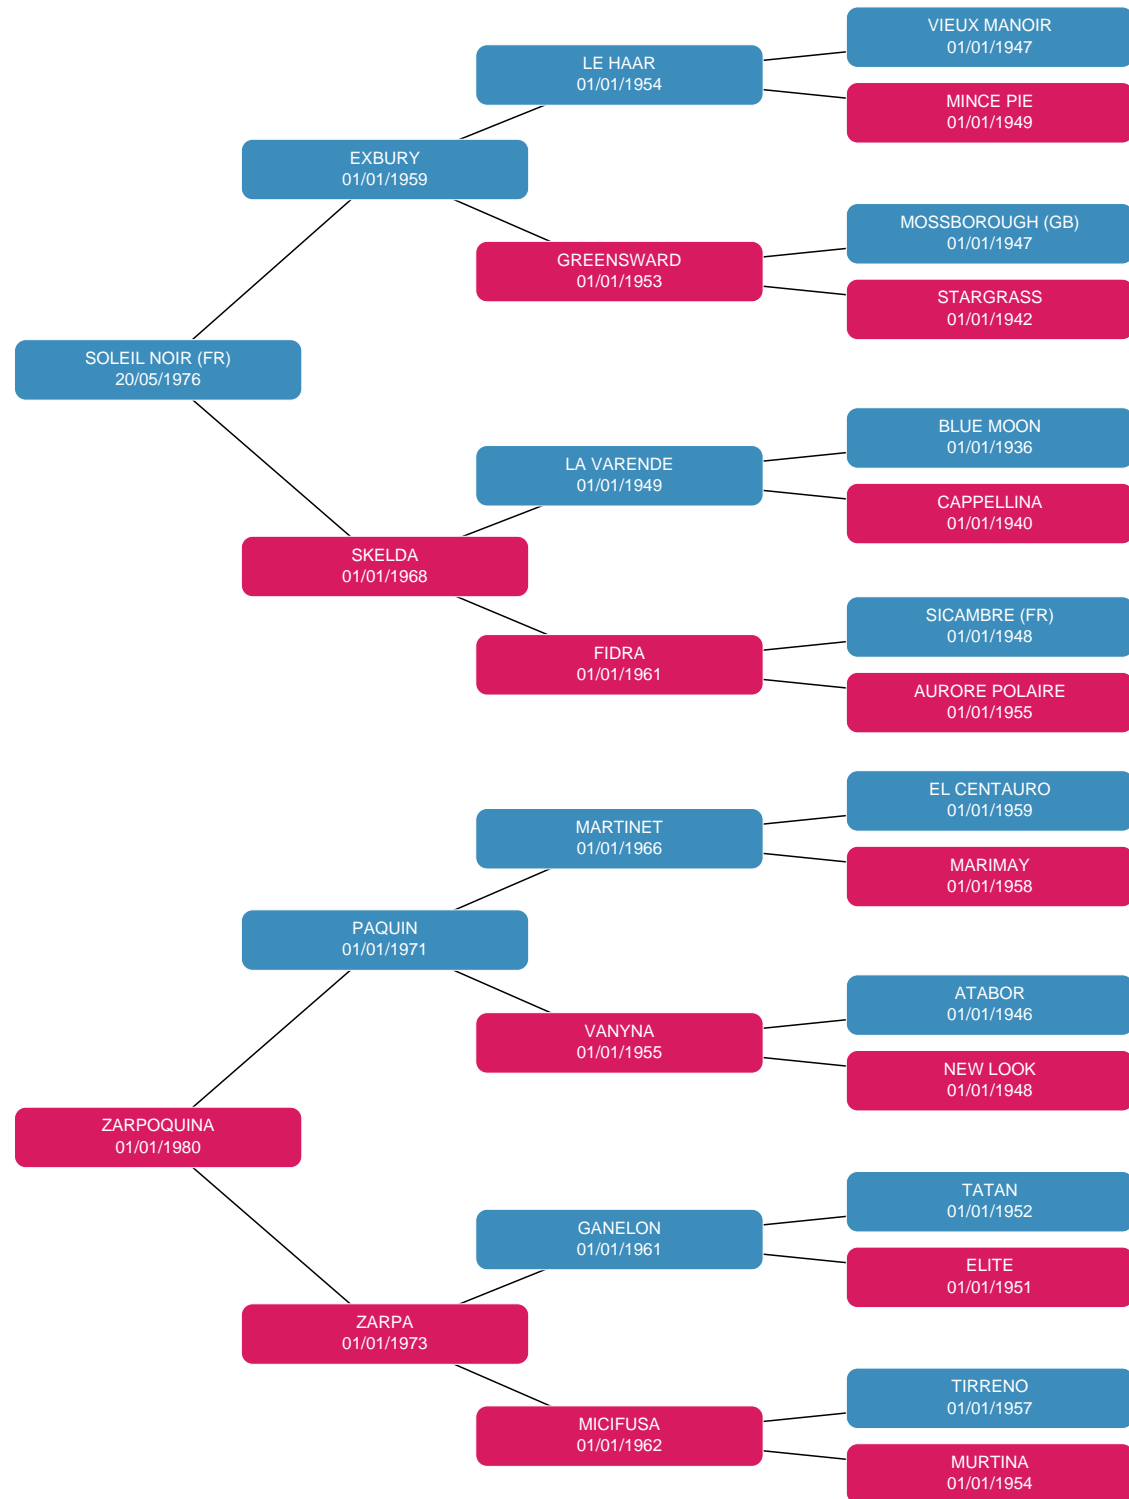 VIEUX MANOIR
01/01/1947
LE HAAR
01/01/1954
MINCE PIE
01/01/1949
EXBURY
01/01/1959
MOSSBOROUGH (GB)
01/01/1947
GREENSWARD
01/01/1953
STARGRASS
01/01/1942
SOLEIL NOIR (FR)
20/05/1976
BLUE MOON
01/01/1936
LA VARENDE
01/01/1949
CAPPELLINA
01/01/1940
SKELDA
01/01/1968
SICAMBRE (FR)
01/01/1948
FIDRA
01/01/1961
AURORE POLAIRE
01/01/1955
EL CENTAURO
01/01/1959
MARTINET
01/01/1966
MARIMAY
01/01/1958
PAQUIN
01/01/1971
ATABOR
01/01/1946
VANYNA
01/01/1955
NEW LOOK
01/01/1948
ZARPOQUINA
01/01/1980
TATAN
01/01/1952
GANELON
01/01/1961
ELITE
01/01/1951
ZARPA
01/01/1973
TIRRENO
01/01/1957
MICIFUSA
01/01/1962
MURTINA
01/01/1954